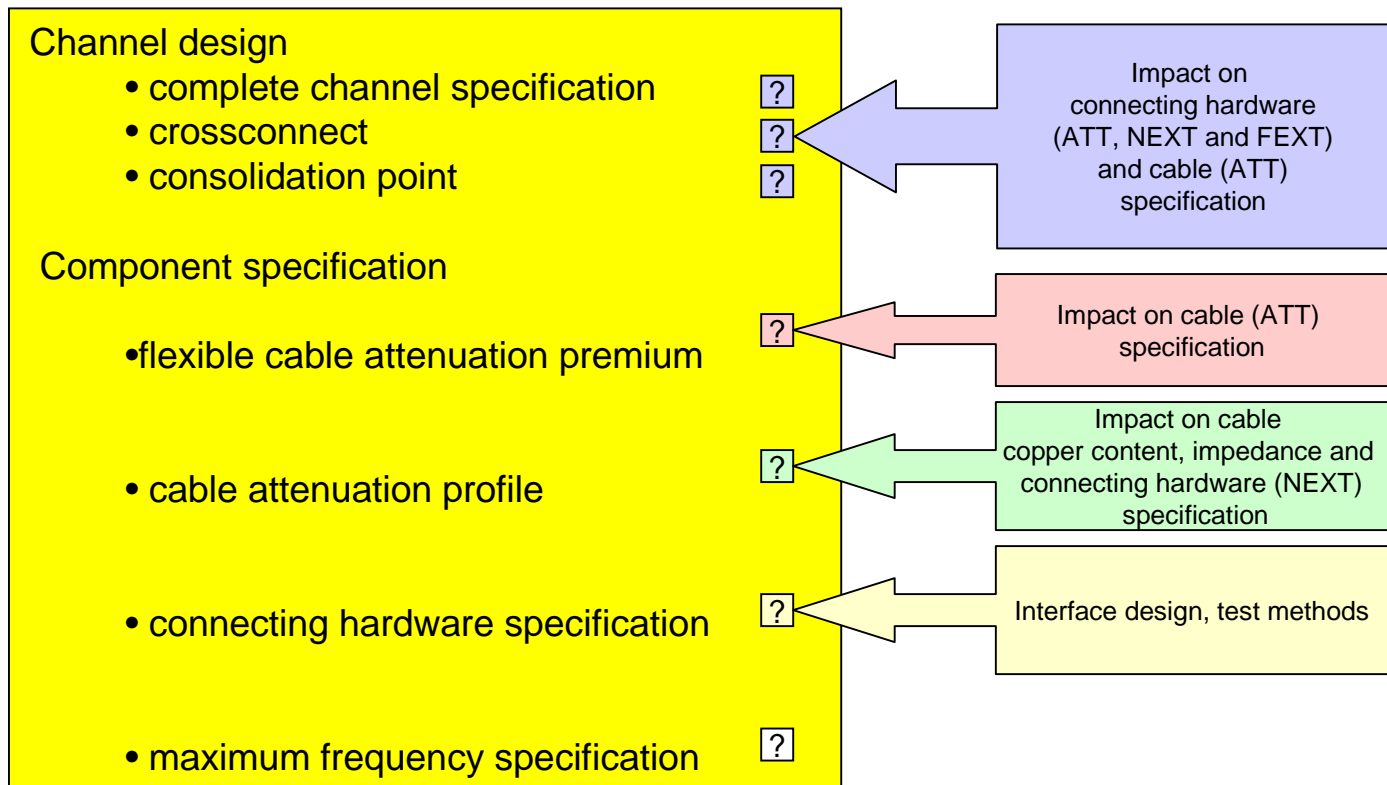 Channel design
• complete channel specification
?
• crossconnect
?
• consolidation point
?
Impact on
connecting hardware
(ATT, NEXT and FEXT)
and cable (ATT)
specification
Component specification
•flexible cable attenuation premium
?
Impact on cable (ATT)
specification
• cable attenuation profile
?
Impact on cable
copper content, impedance and
connecting hardware (NEXT)
specification
• connecting hardware specification
?
Interface design, test methods
• maximum frequency specification
?